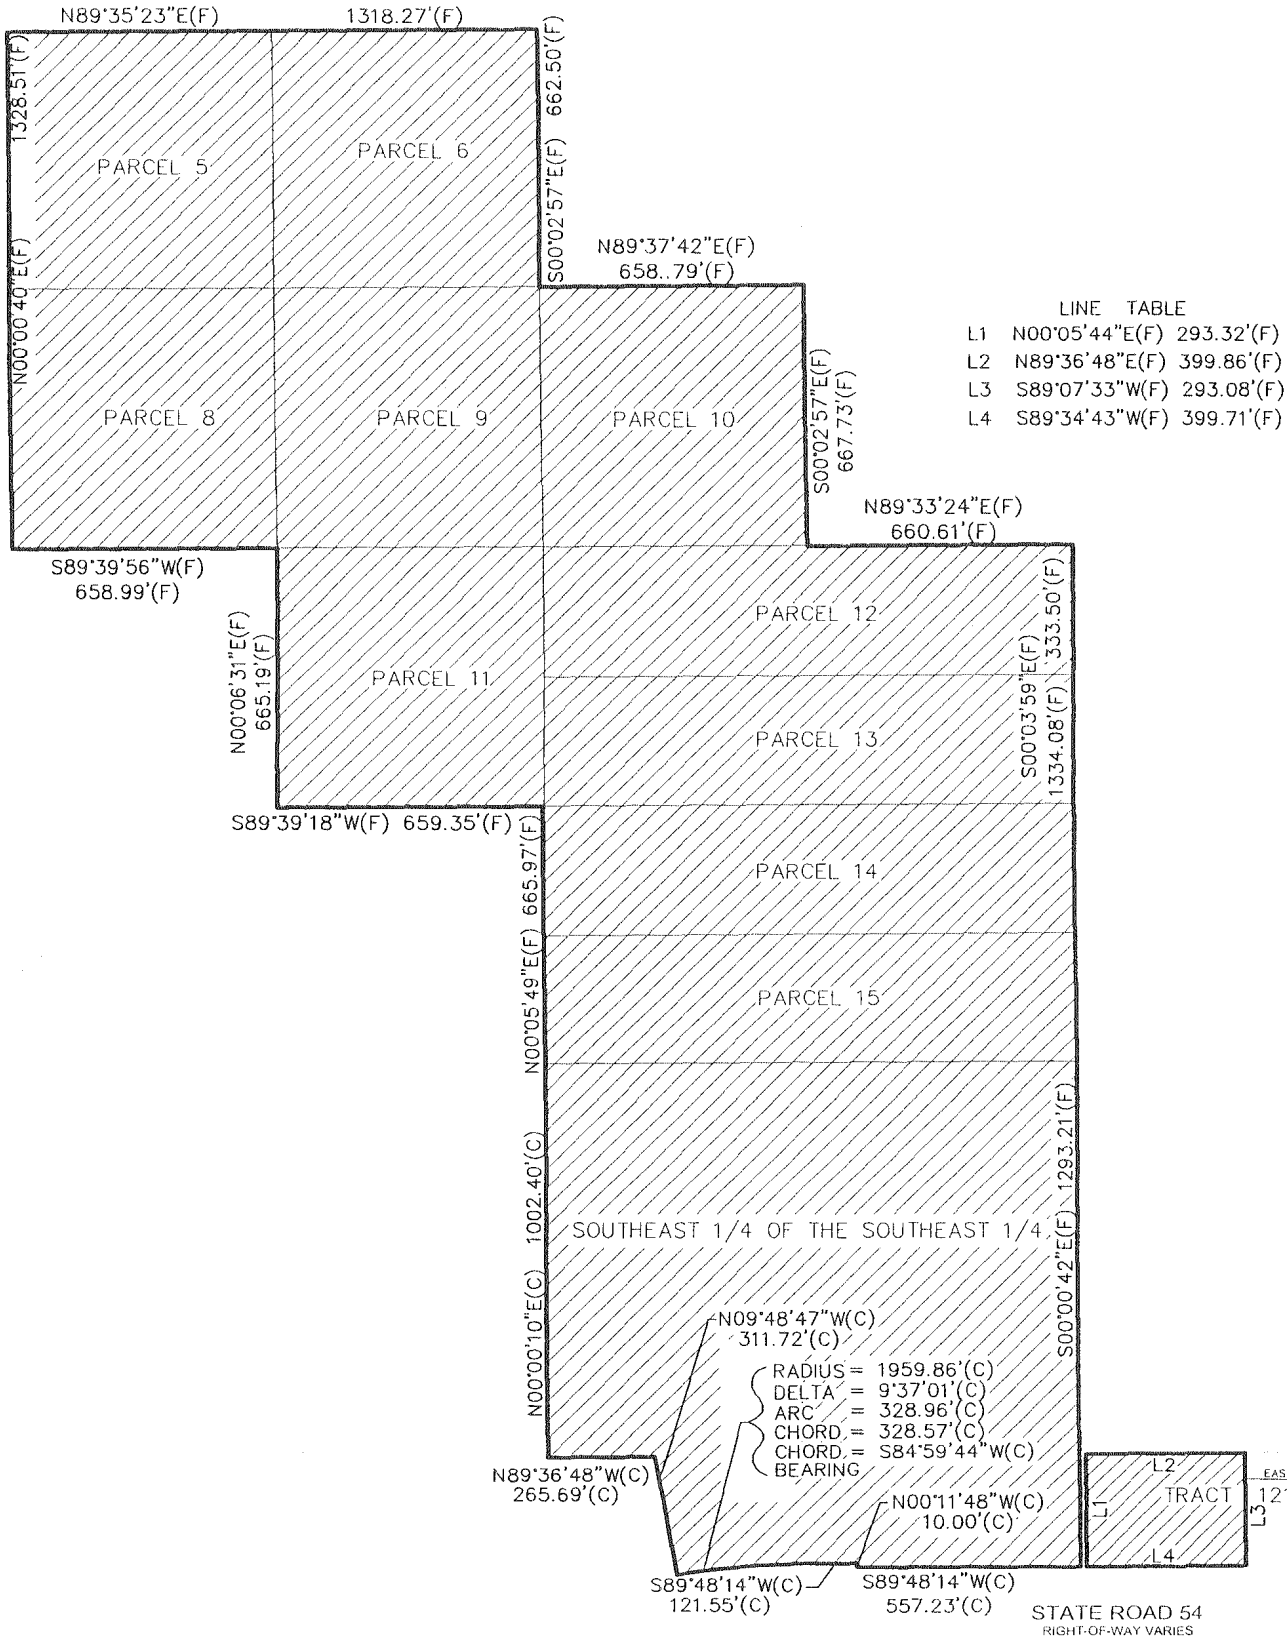 N89°35'23"E(F)
1318.27'(F)
1328.51'(F)
N00°00'40"E(F)
662.50'(F)
S00°02'57"E(F)
PARCEL 5
PARCEL 6
N89°37'42"E(F)
658..79'(F)
LINE TABLE
L1 N00°05'44"E(F) 293.32'(F)
L2 N89°36'48"E(F) 399.86'(F)
L3 S89°07'33"W(F) 293.08'(F)
L4 S89°34'43"W(F) 399.71'(F)
PARCEL 8
PARCEL 9
PARCEL 10
S00°02'57"E(F)
667.73'(F)
N89°33'24"E(F)
660.61'(F)
S89°39'56"W(F)
658.99'(F)
N00°06'31"E(F)
665.19'(F)
PARCEL 11
PARCEL 12
333.50'(F)
S00°03'59"E(F)
1334.08'(F)
PARCEL 13
S89°39'18"W(F) 659.35'(F)
N00°05'49"E(F) 665.97'(F)
PARCEL 14
PARCEL 15
N00°00'10"E(C) 1002.40'(C)
S00°00'42"E(F) 1293.21'(F)
SOUTHEAST 1/4 OF THE SOUTHEAST 1/4
N09°48'47"W(C)
311.72'(C)
RADIUS = 1959.86'(C)
DELTA = 9°37'01'(C)
ARC = 328.96'(C)
CHORD = 328.57'(C)
CHORD = S84°59'44"W(C)
BEARING
N89°36'48"W(C)
265.69'(C)
N00°11'48"W(C)
10.00'(C)
L2
EAS
TRACT 12
L1
L3
L4
S89°48'14"W(C)
121.55'(C)
S89°48'14"W(C)
557.23'(C)
STATE ROAD 54
RIGHT-OF-WAY VARIES